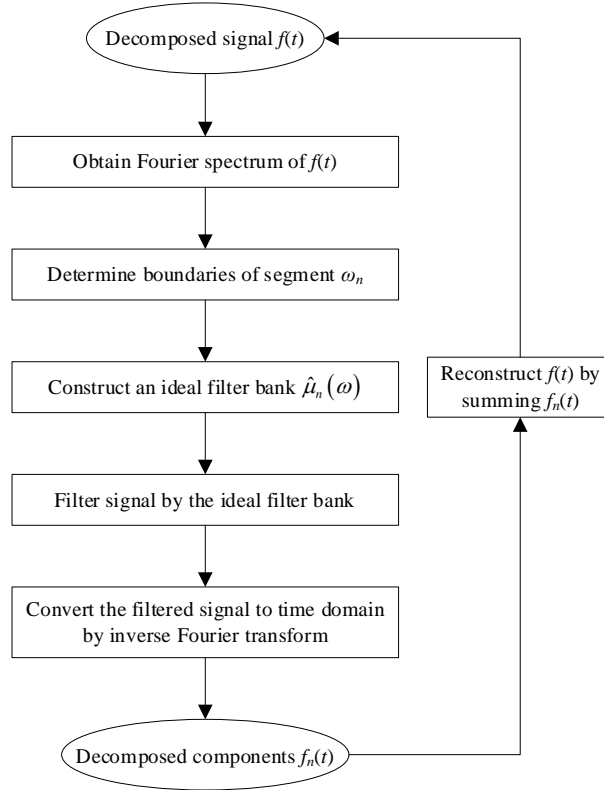 Decomposed signal f(t)
Obtain Fourier spectrum of f(t)
Determine boundaries of segment ωₙ
Construct an ideal filter bank μ̂ₙ(ω)
Filter signal by the ideal filter bank
Convert the filtered signal to time domain
by inverse Fourier transform
Decomposed components fₙ(t)
Reconstruct f(t) by
summing fₙ(t)